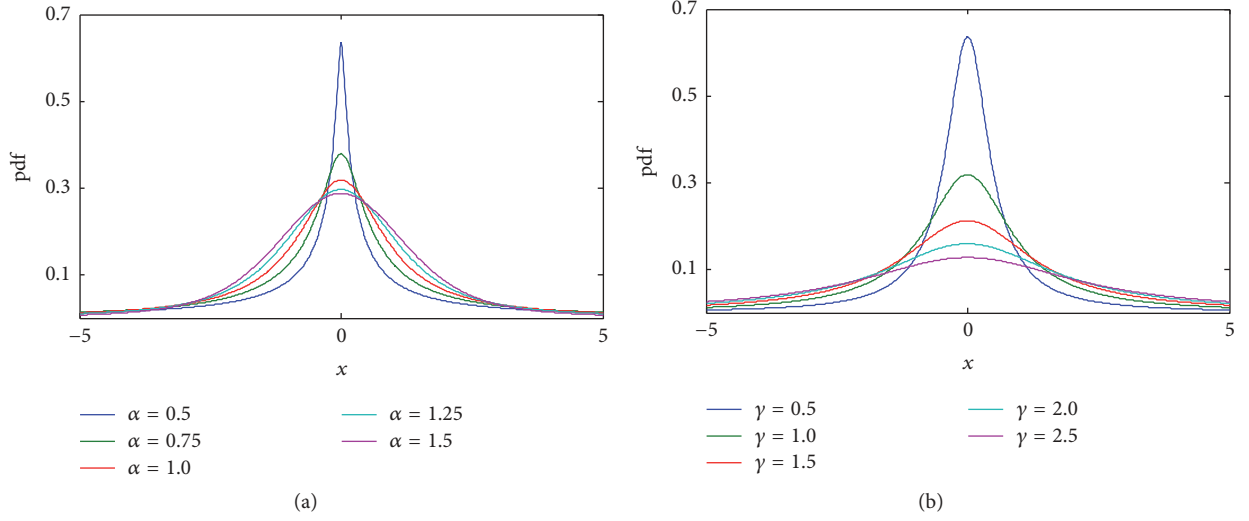 0.7
0.5
0.3
0.1
pdf
−5
0
5
x
α = 0.5
α = 0.75
α = 1.0
α = 1.25
α = 1.5
(a)
0.7
0.5
0.3
0.1
pdf
−5
0
5
x
γ = 0.5
γ = 1.0
γ = 1.5
γ = 2.0
γ = 2.5
(b)